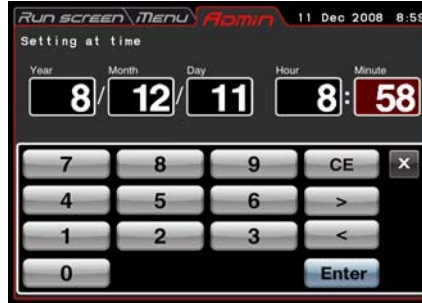 Run screen Menu Admin 11 Dec 2008 8:59
Setting at time
Year Month Day Hour Minute
8/ 12/ 11 8: 58
7 8 9 CE X
4 5 6 >
1 2 3 <
0 Enter